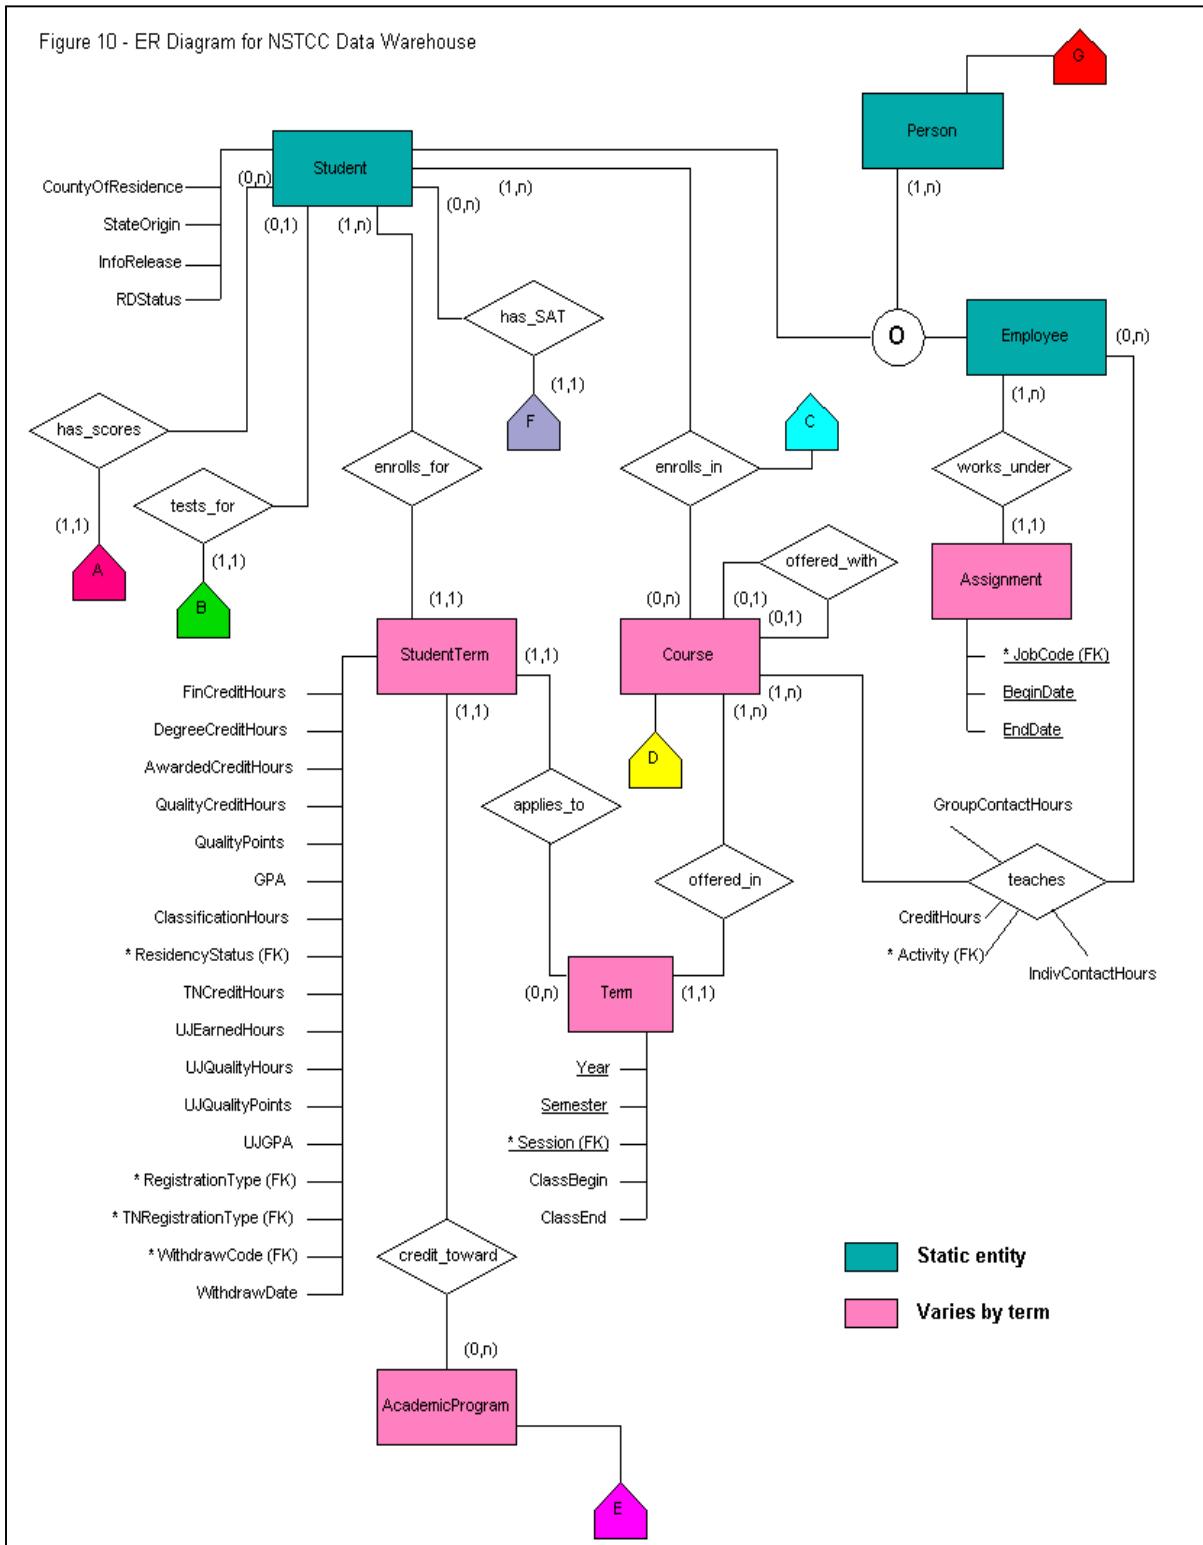 Figure 10 - ER Diagram for NSTCC Data Warehouse
G
Person
(1,n)
Student
(0,n)
(0,1)
(1,n)
(0,n)
(1,n)
CountyOfResidence
StateOrigin
InfoRelease
RDStatus
has_SAT
(1,1)
F
O
Employee
(0,n)
(1,n)
C
has_scores
(1,1)
A
tests_for
(1,1)
B
enrolls_for
(1,1)
enrolls_in
(0,n)
works_under
(1,1)
offered_with
(0,1)
(0,1)
Assignment
* JobCode (FK)
BeginDate
EndDate
StudentTerm
(1,1)
(1,1)
Course
(1,n)
(1,n)
D
FinCreditHours
DegreeCreditHours
AwardedCreditHours
QualityCreditHours
QualityPoints
GPA
ClassificationHours
* ResidencyStatus (FK)
TNCreditHours
UJEarnedHours
UJQualityHours
UJQualityPoints
UJGPA
* RegistrationType (FK)
* TNRegistrationType (FK)
* WithdrawCode (FK)
WithdrawDate
applies_to
(0,n)
offered_in
(1,1)
GroupContactHours
teaches
CreditHours
* Activity (FK)
IndivContactHours
Term
Year
Semester
* Session (FK)
ClassBegin
ClassEnd
credit_toward
(0,n)
AcademicProgram
E
Static entity
Varies by term